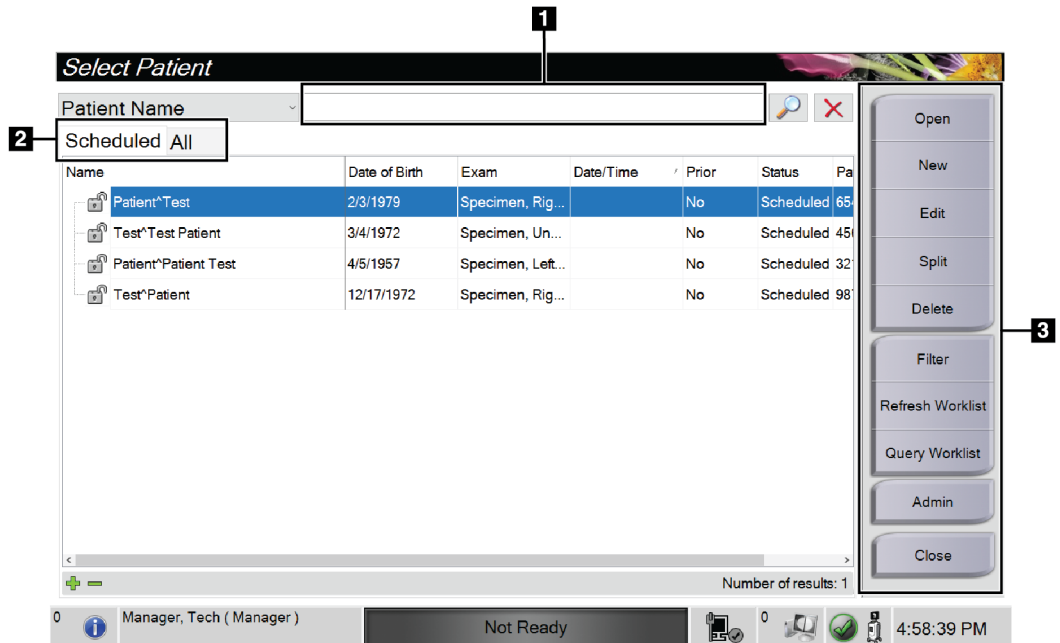 1
Select Patient
Patient Name
2
Scheduled All
Name Date of Birth Exam Date/Time Prior Status Pa
Patient^Test 2/3/1979 Specimen, Rig... No Scheduled 654
Test^Test Patient 3/4/1972 Specimen, Un... No Scheduled 456
Patient^Patient Test 4/5/1957 Specimen, Left... No Scheduled 321
Test^Patient 12/17/1972 Specimen, Rig... No Scheduled 987
Open
New
Edit
Split
Delete
3
Filter
Refresh Worklist
Query Worklist
Admin
Close
Number of results: 1
0 Manager, Tech ( Manager ) Not Ready 0 4:58:39 PM